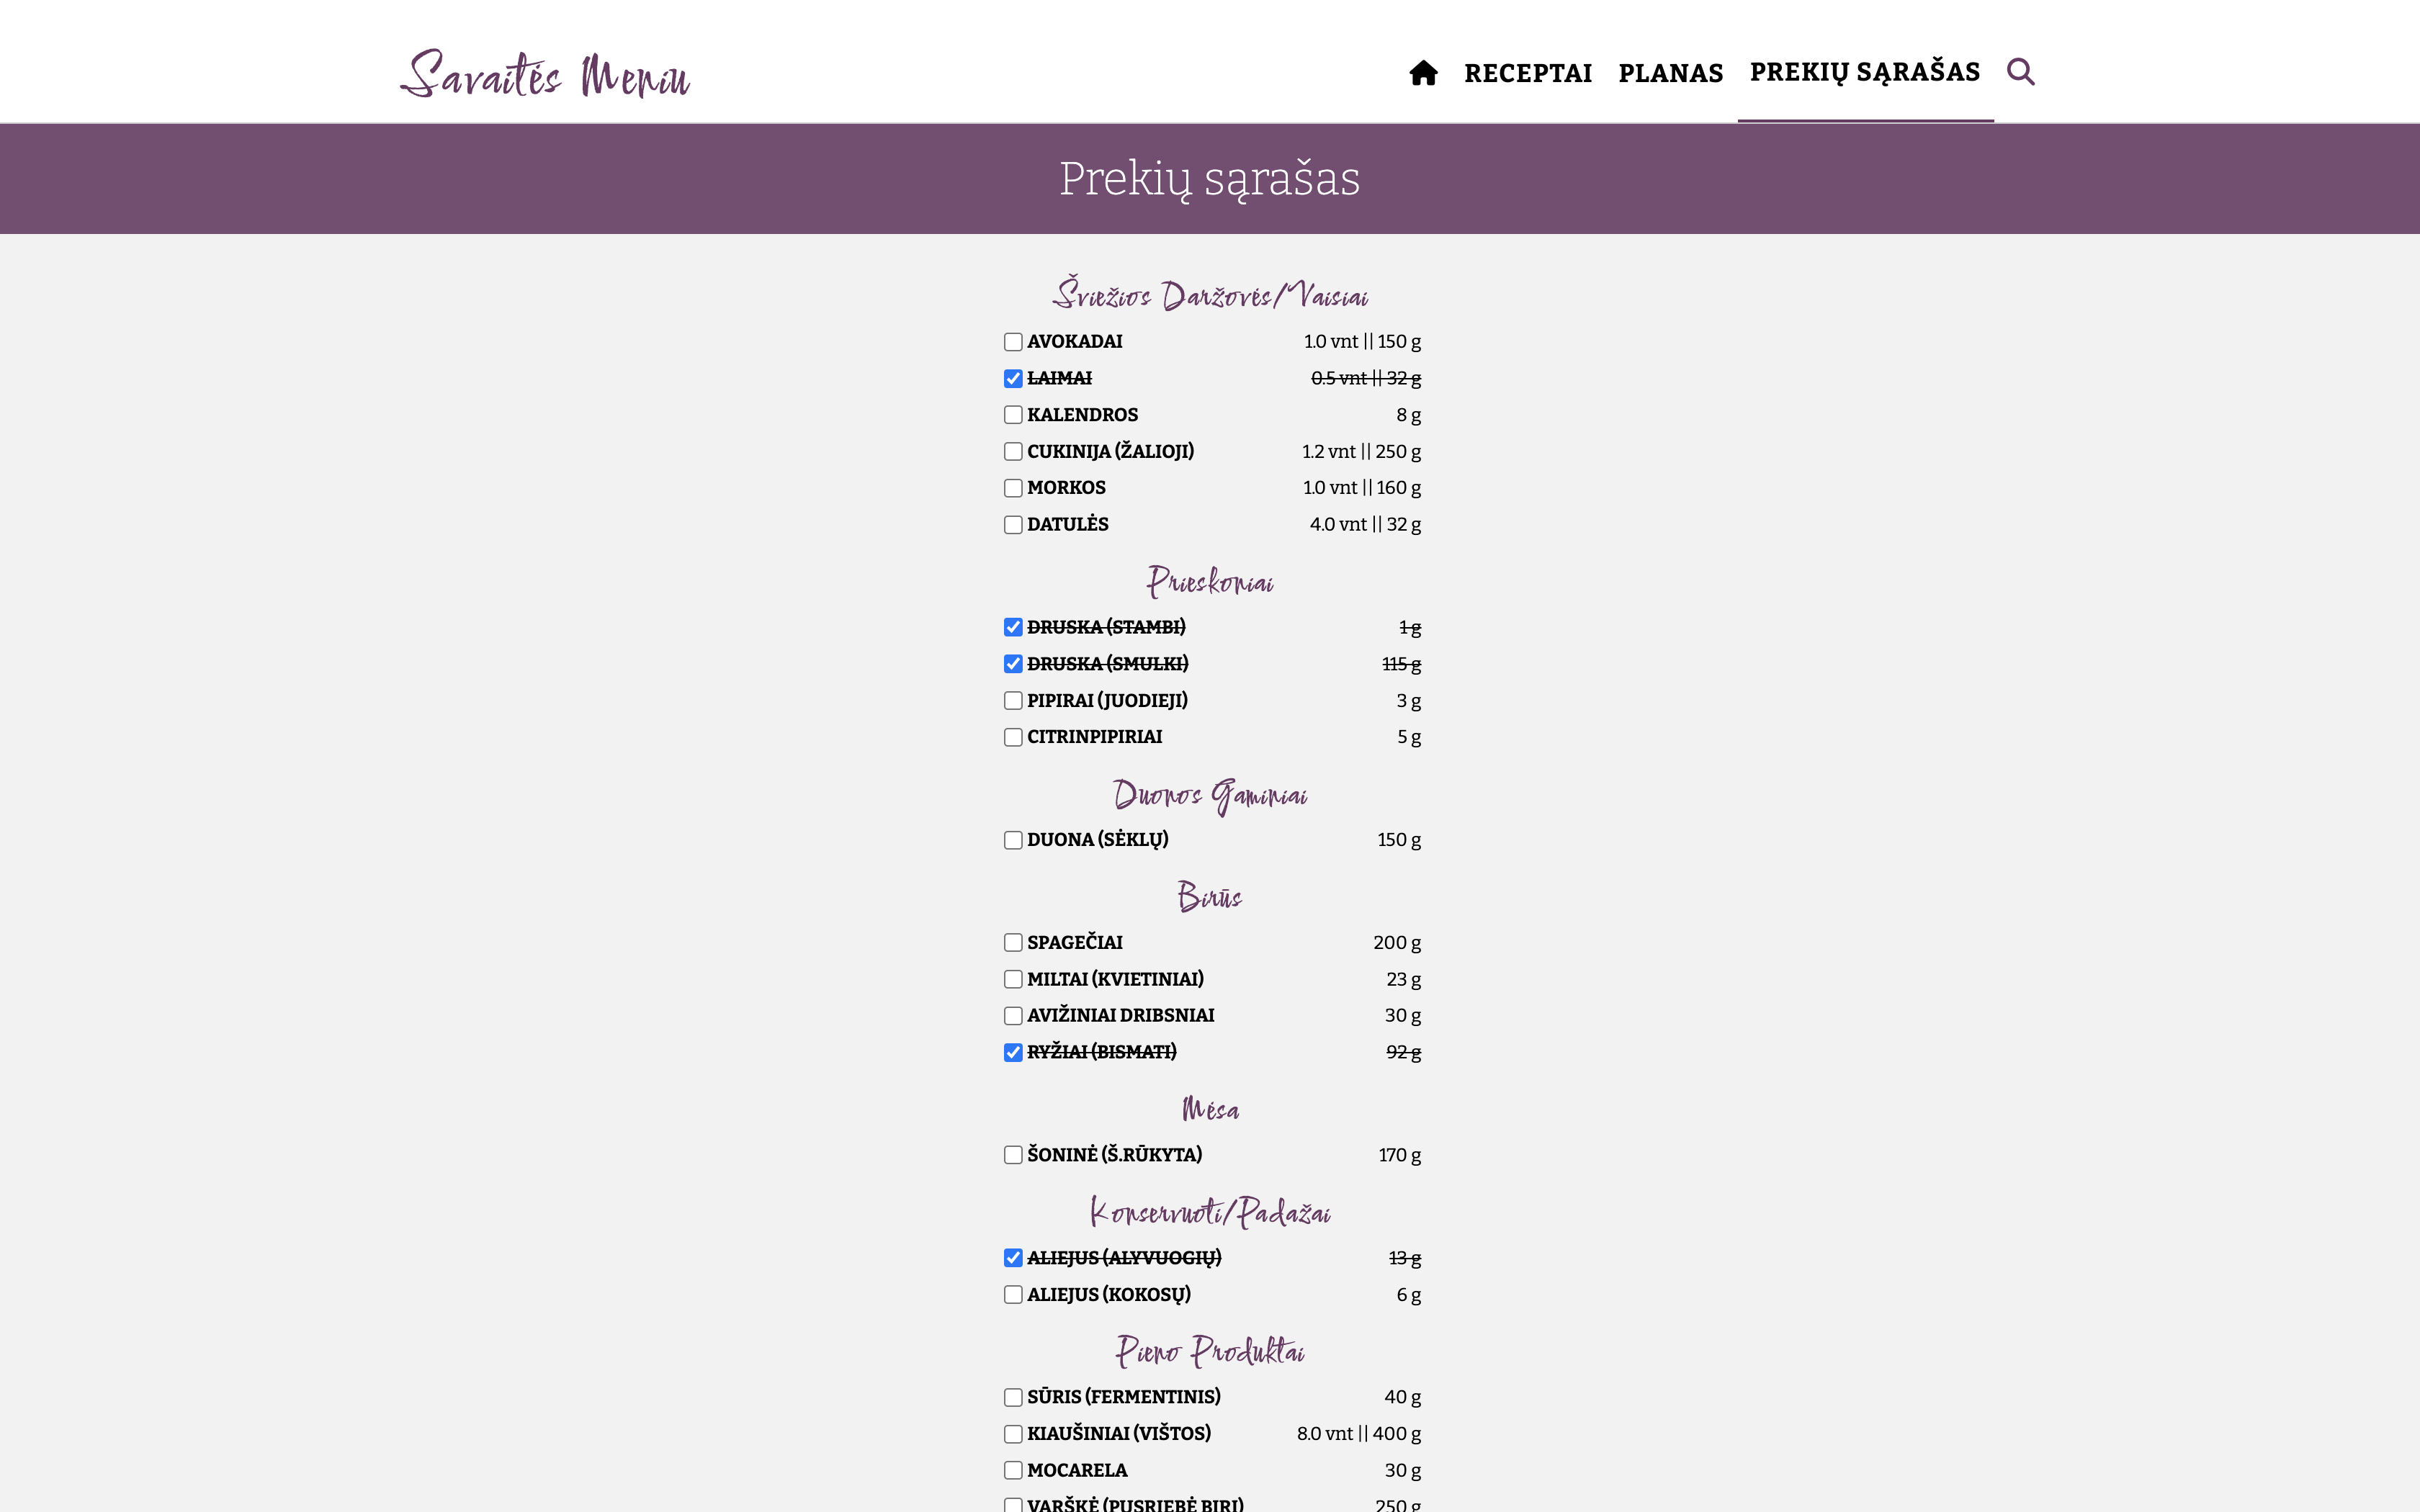 Savaitės Meniu
RECEPTAI PLANAS PREKIŲ SĄRAŠAS
Prekių sąrašas
Šviežios Daržovės/Vaisiai
AVOKADAI 1.0 vnt || 150 g
LAIMAI 0.5 vnt || 32 g
KALENDROS 8 g
CUKINIJA (ŽALIOJI) 1.2 vnt || 250 g
MORKOS 1.0 vnt || 160 g
DATULĖS 4.0 vnt || 32 g
Prieskoniai
DRUSKA (STAMBI) 1 g
DRUSKA (SMULKI) 115 g
PIPIRAI (JUODIEJI) 3 g
CITRINPIPIRIAI 5 g
Duonos Gaminiai
DUONA (SĖKLŲ) 150 g
Birūs
SPAGEČIAI 200 g
MILTAI (KVIETINIAI) 23 g
AVIŽINIAI DRIBSNIAI 30 g
RYŽIAI (BISMATI) 92 g
Mėsa
ŠONINĖ (Š.RŪKYTA) 170 g
Konservuoti/Padažai
ALIEJUS (ALYVUOGIŲ) 13 g
ALIEJUS (KOKOSŲ) 6 g
Pieno Produktai
SŪRIS (FERMENTINIS) 40 g
KIAUŠINIAI (VIŠTOS) 8.0 vnt || 400 g
MOCARELA 30 g
VARŠKĖ (PUSRIEBĖ BIRI) 250 g